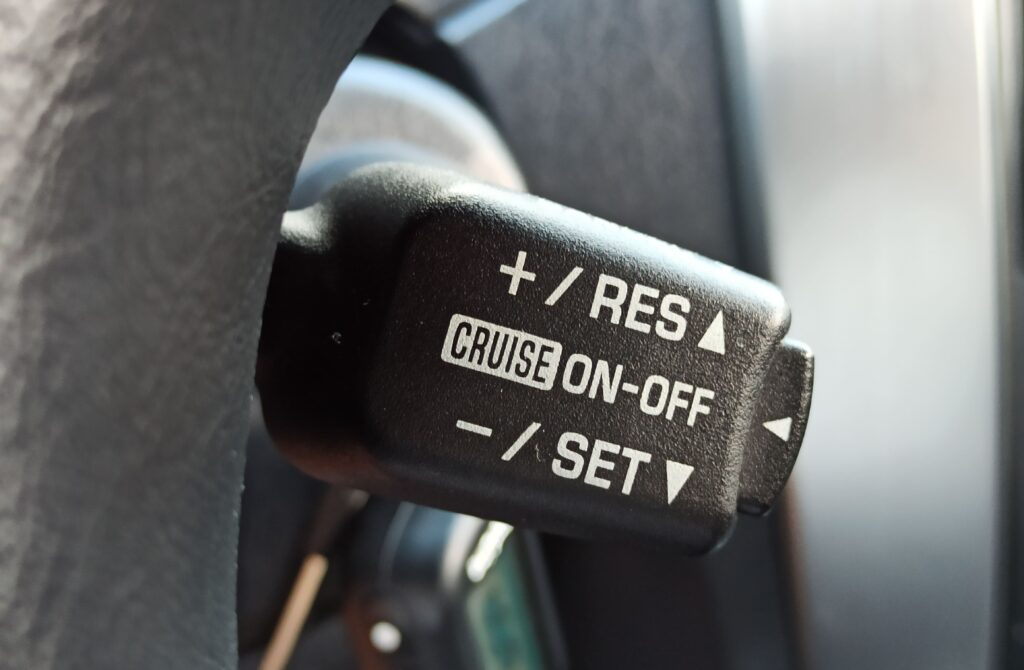 + / RES ▲
CRUISE ON-OFF
- / SET ▼